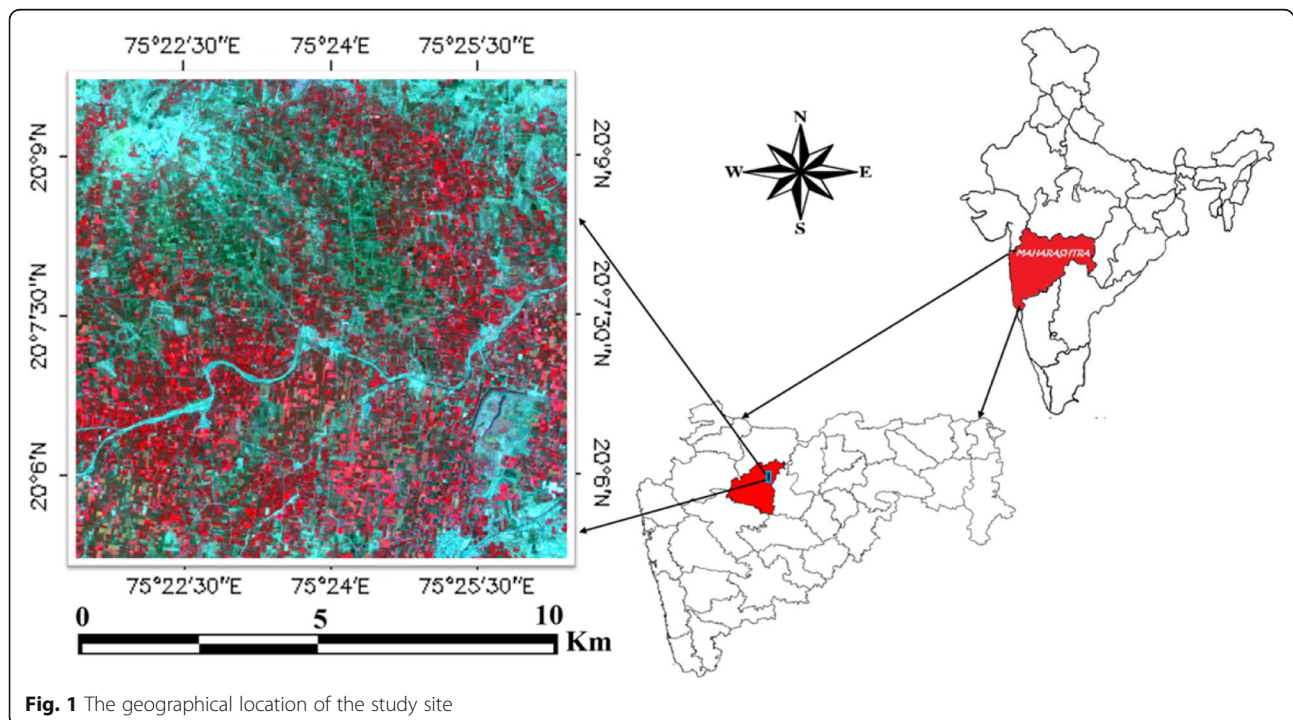 75°22'30"E 75°24'E 75°25'30"E
20°9'N
20°9'N
20°7'30"N
20°7'30"N
20°6'N
20°6'N
75°22'30"E 75°24'E 75°25'30"E
0 5 10
Km
N
W E
S
MAHARASHTRA
Fig. 1 The geographical location of the study site